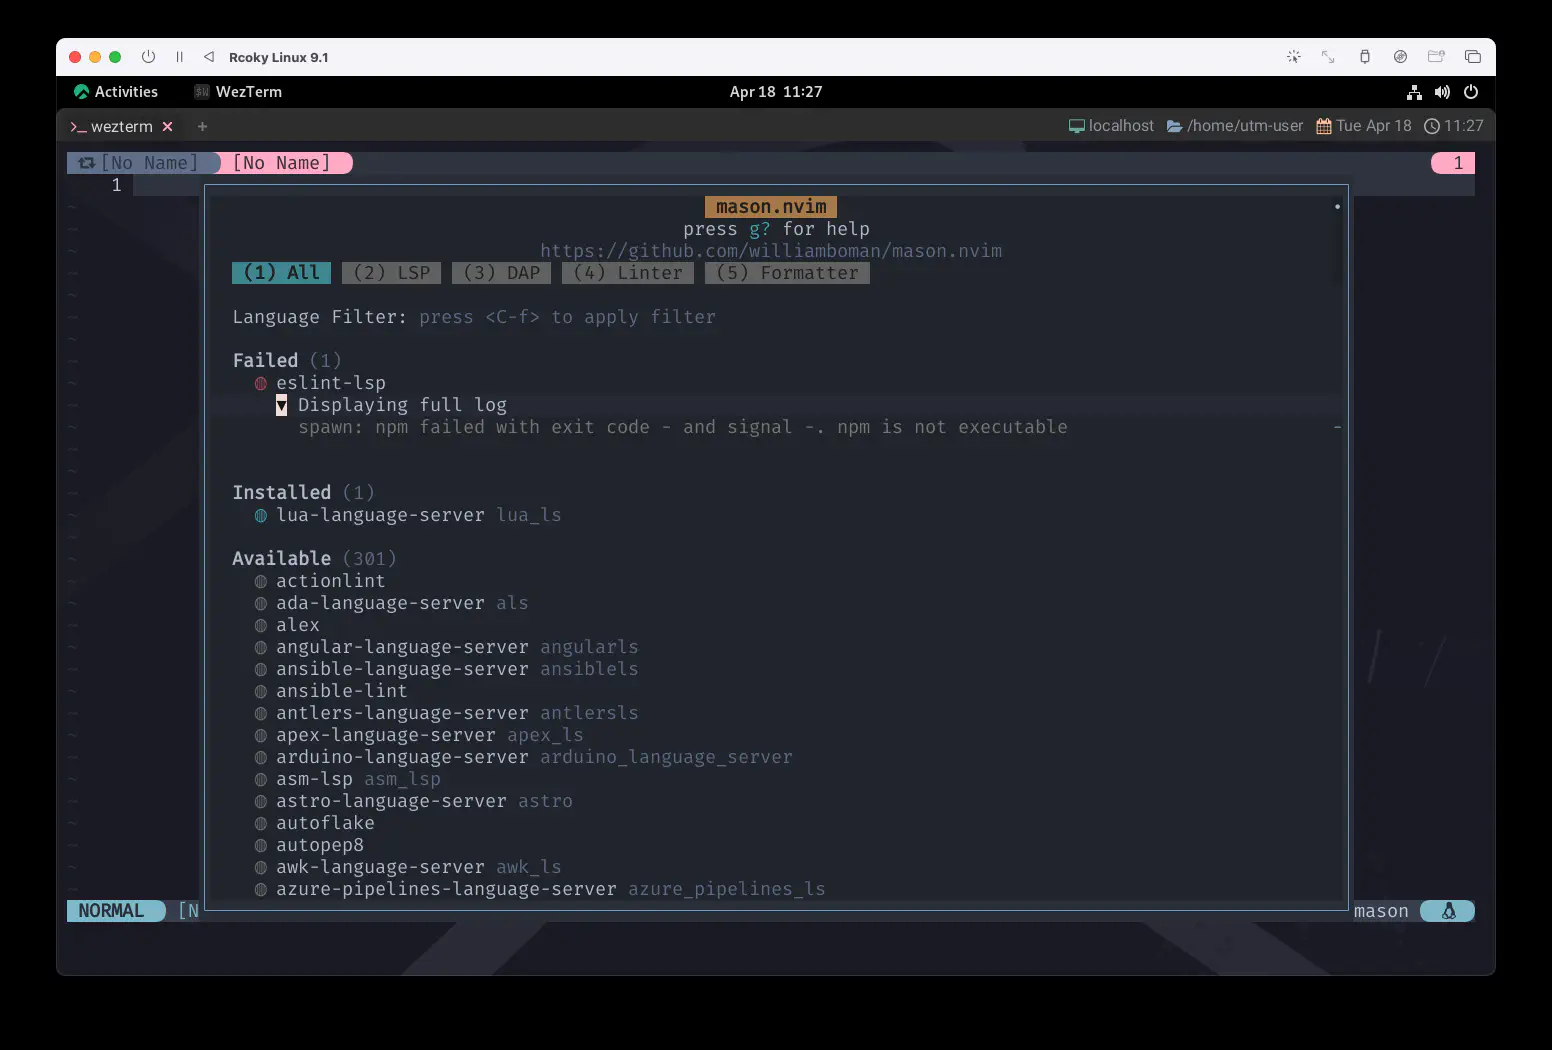 Rcoky Linux 9.1
Activities WezTerm Apr 18 11:27
wezterm localhost /home/utm-user Tue Apr 18 11:27
[No Name] [No Name] 1
1
mason.nvim
press g? for help
https://github.com/williamboman/mason.nvim
(1) All (2) LSP (3) DAP (4) Linter (5) Formatter
Language Filter: press <C-f> to apply filter
Failed (1)
eslint-lsp
▼ Displaying full log
spawn: npm failed with exit code - and signal -. npm is not executable
Installed (1)
lua-language-server lua_ls
Available (301)
actionlint
ada-language-server als
alex
angular-language-server angularls
ansible-language-server ansiblels
ansible-lint
antlers-language-server antlersls
apex-language-server apex_ls
arduino-language-server arduino_language_server
asm-lsp asm_lsp
astro-language-server astro
autoflake
autopep8
awk-language-server awk_ls
azure-pipelines-language-server azure_pipelines_ls
NORMAL [N mason